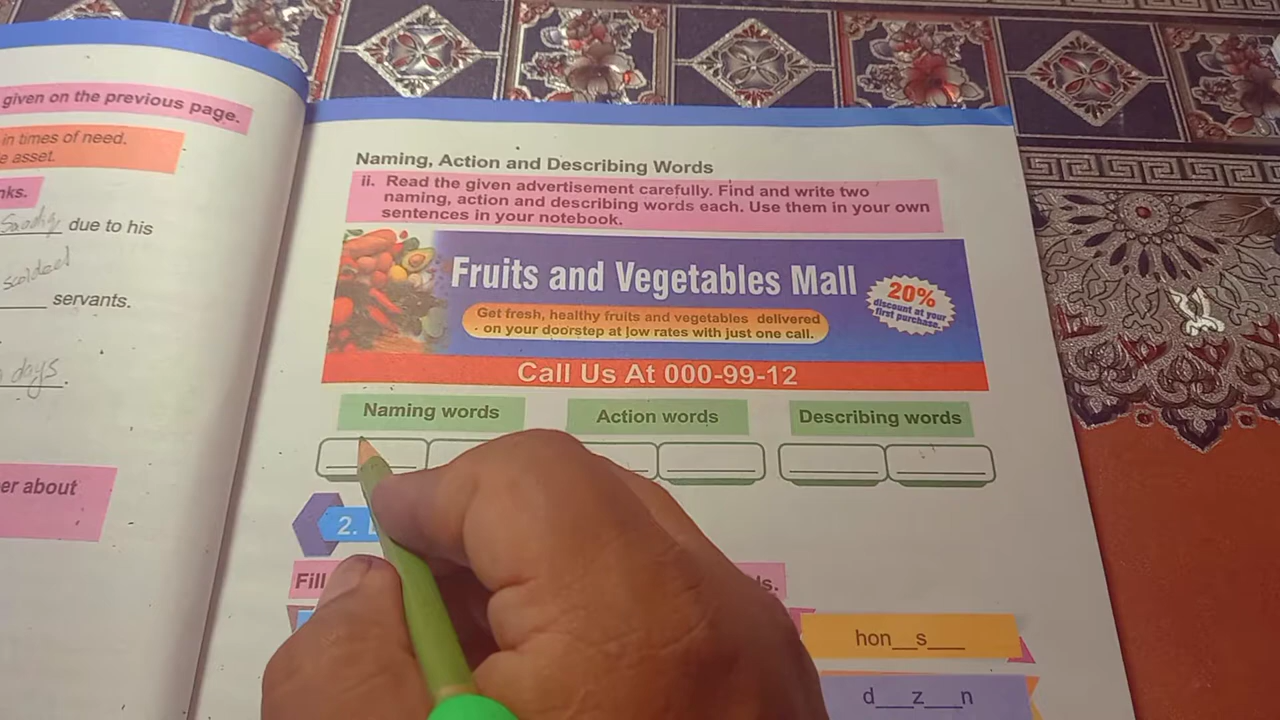 given on the previous page.
in times of need.
asset.
due to his
scolded
servants.
days.
er about
Naming, Action and Describing Words
ii. Read the given advertisement carefully. Find and write two
naming, action and describing words each. Use them in your own
sentences in your notebook.
Fruits and Vegetables Mall
20%
discount at your
first purchase.
Get fresh, healthy fruits and vegetables delivered
on your doorstep at low rates with just one call.
Call Us At 000-99-12
Naming words
Action words
Describing words
2.
Fill
hon__s___
d___z___n